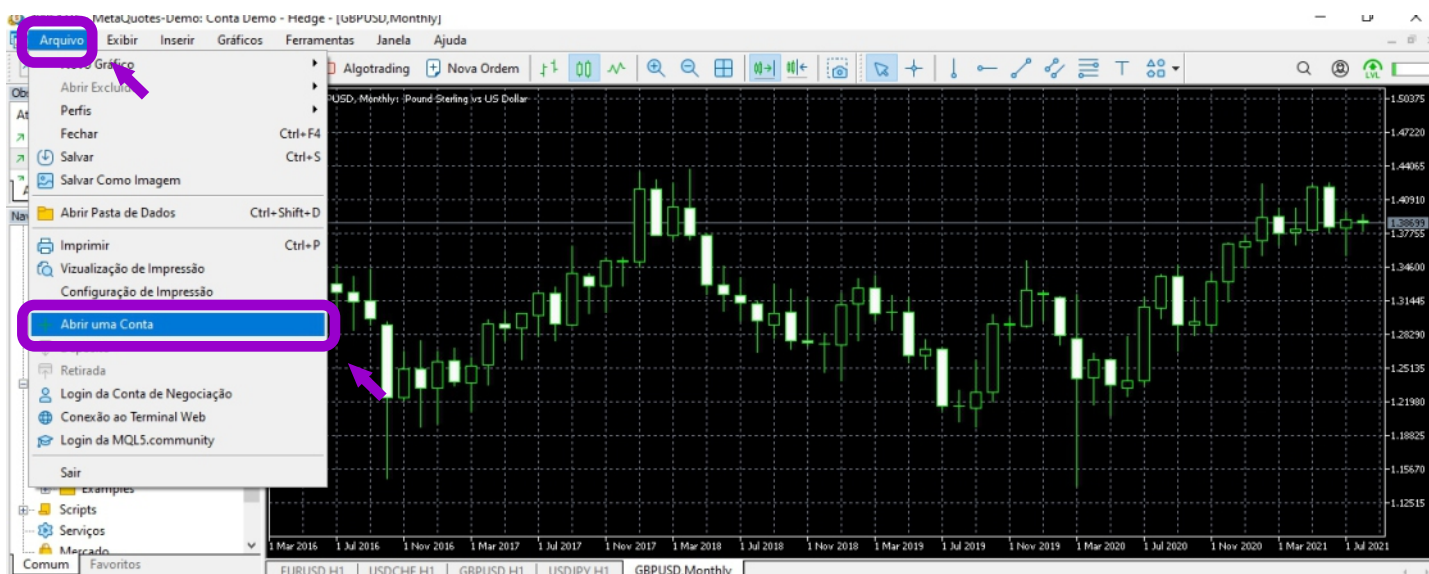 MetaQuotes-Demo: Conta Demo - Hedge - [GBPUSD,Monthly]
Arquivo Exibir Inserir Gráficos Ferramentas Janela Ajuda
Gráfico
Algotrading Nova Ordem LVL
Abrir
Perfis
Fechar Ctrl+F4
Salvar Ctrl+S
Salvar Como Imagem
Abrir Pasta de Dados Ctrl+Shift+D
Imprimir Ctrl+P
Vizualização de Impressão
Configuração de Impressão
Abrir uma Conta
Retirada
Login da Conta de Negociação
Conexão ao Terminal Web
Login da MQL5.community
Sair
Examples
Scripts
Serviços
Mercado
Comum Favoritos
Monthly: Pound Sterling vs US Dollar
1.50375
1.47220
1.44065
1.40910
1.38699
1.37755
1.34600
1.31445
1.28290
1.25135
1.21980
1.18825
1.15670
1.12515
1 Mar 2016 1 Jul 2016 1 Nov 2016 1 Mar 2017 1 Jul 2017 1 Nov 2017 1 Mar 2018 1 Jul 2018 1 Nov 2018 1 Mar 2019 1 Jul 2019 1 Nov 2019 1 Mar 2020 1 Jul 2020 1 Nov 2020 1 Mar 2021 1 Jul 2021
EURUSD,H1 USDCHF,H1 GBPUSD,H1 USDJPY,H1 GBPUSD,Monthly